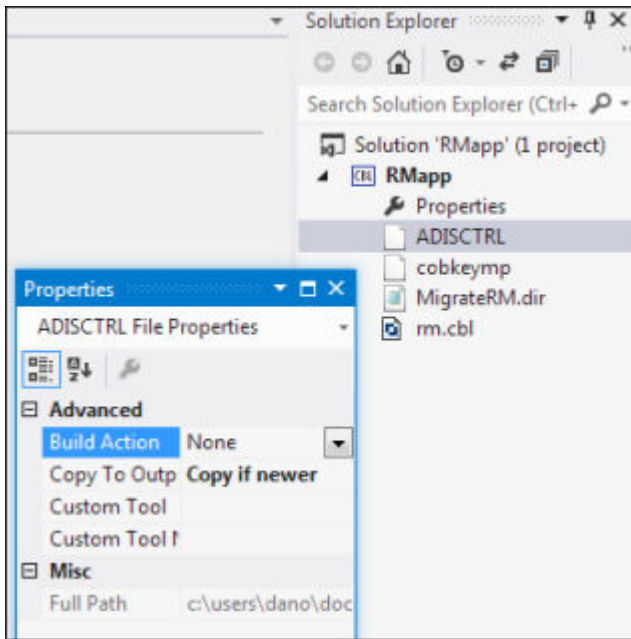 Solution Explorer
Search Solution Explorer (Ctrl+
Solution 'RMapp' (1 project)
CBL RMapp
Properties
ADISCTRL
cobkeymp
MigrateRM.dir
rm.cbl
Properties
ADISCTRL File Properties
Advanced
Build Action None
Copy To Outp Copy if newer
Custom Tool
Custom Tool N
Misc
Full Path c:\users\dano\doc